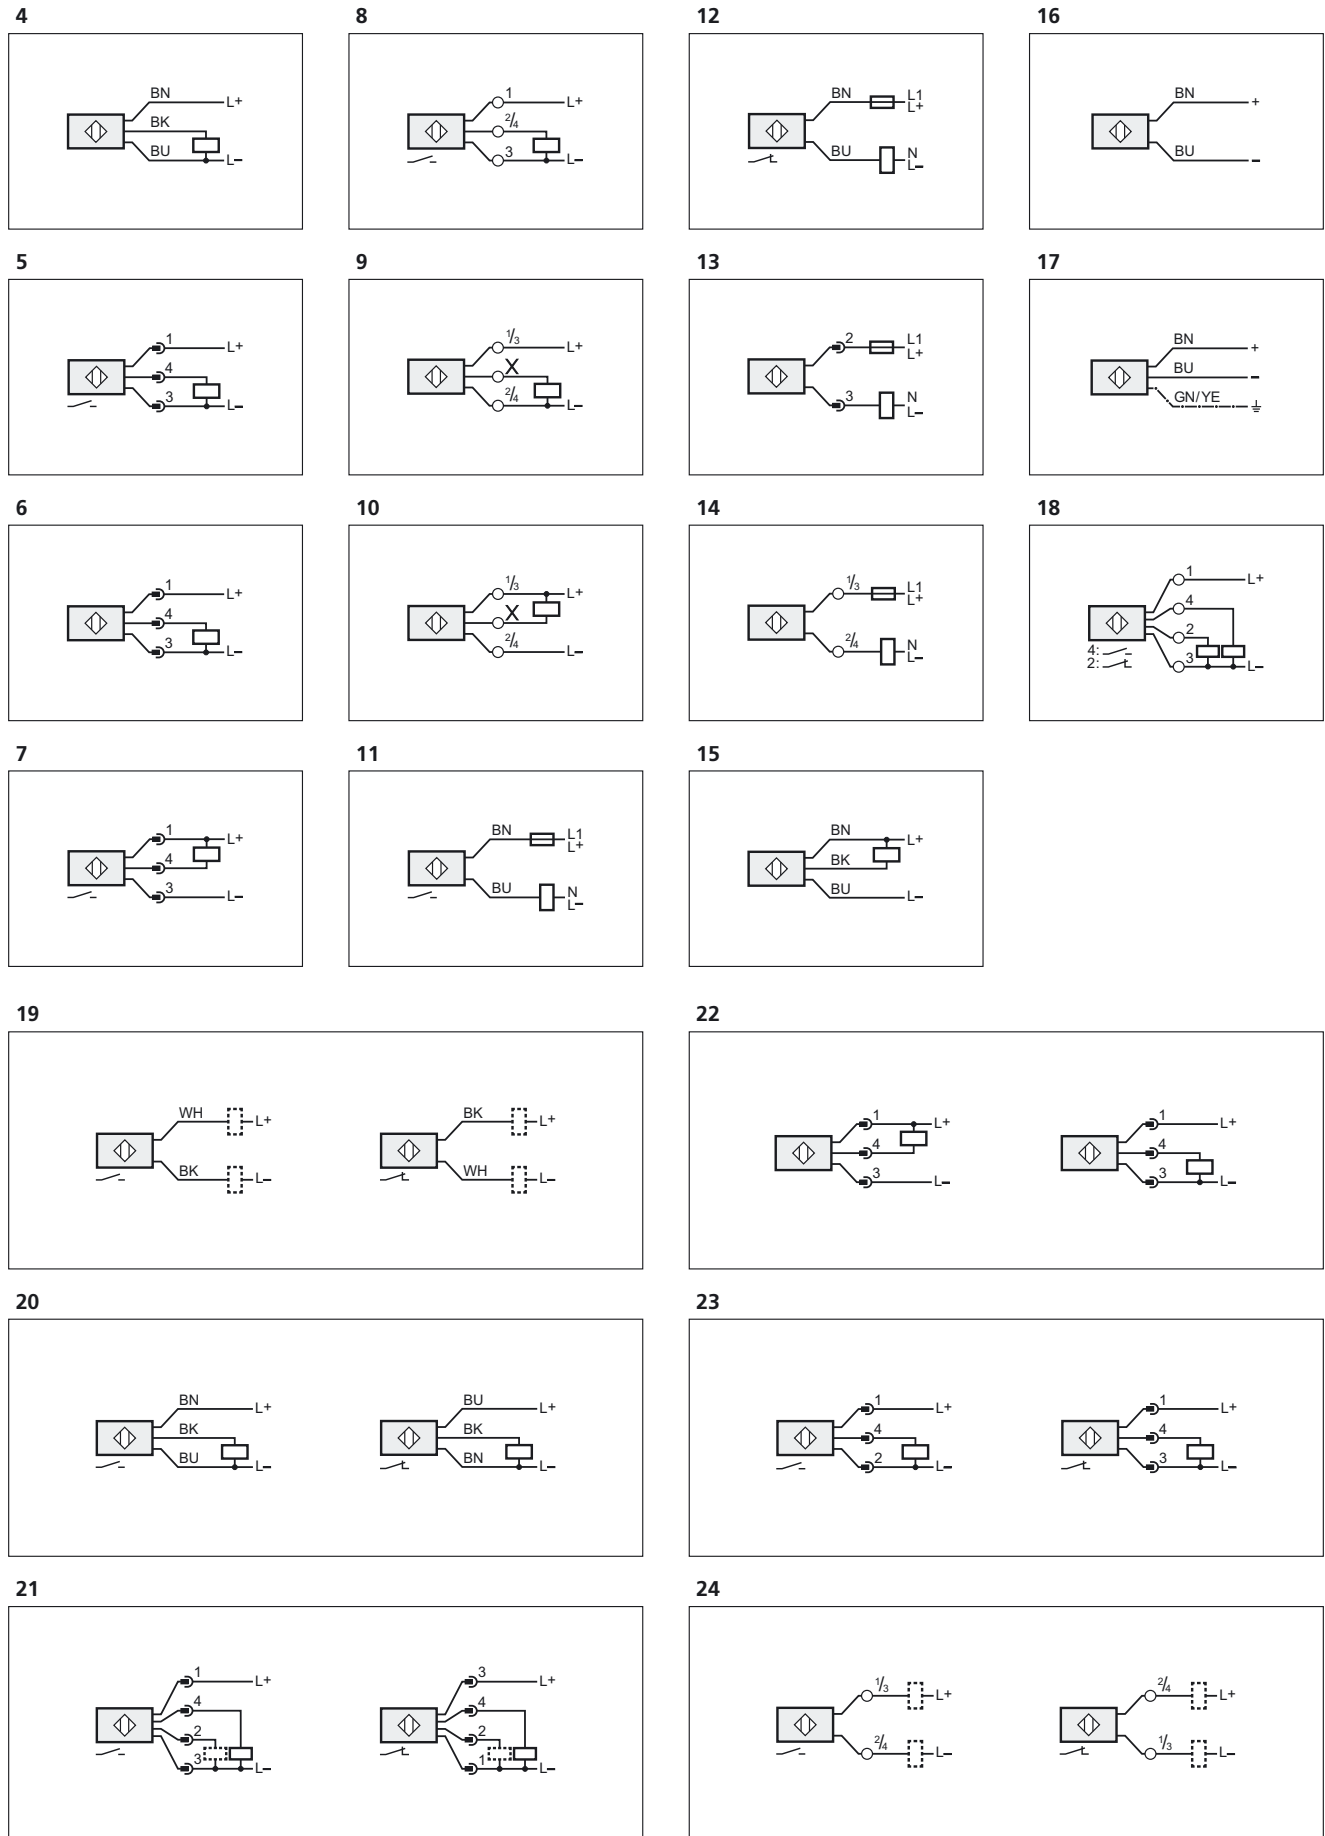 4
BN L+
BK
BU L–
8
1 L+
2/4
3 L–
12
BN L1
L+
BU N
L–
16
BN +
BU –
5
1 L+
4
3 L–
9
1/3 L+
X
2/4 L–
13
2 L1
L+
3 N
L–
17
BN +
BU –
GN/YE
6
1 L+
4
3 L–
10
1/3 L+
X
2/4 L–
14
1/3 L1
L+
2/4 N
L–
18
1 L+
4
2
4:
2:
3 L–
7
1 L+
4
3 L–
11
BN L1
L+
BU N
L–
15
BN L+
BK
BU L–
19
WH L+
BK L–
BK L+
WH L–
22
1 L+
4
3 L–
1 L+
4
3 L–
20
BN L+
BK
BU L–
BU L+
BK
BN L–
23
1 L+
4
2 L–
1 L+
4
3 L–
21
1 L+
4
2
3 L–
3 L+
4
2
1 L–
24
1/3 L+
2/4 L–
2/4 L+
1/3 L–